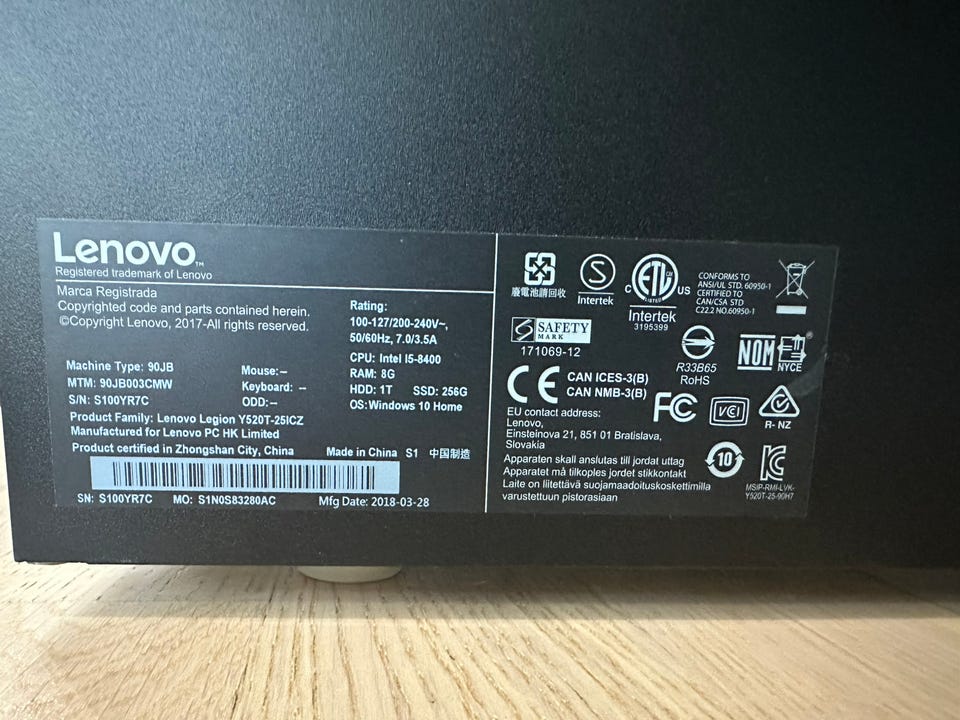 Lenovo™
Registered trademark of Lenovo
Marca Registrada
Copyrighted code and parts contained herein.
©Copyright Lenovo, 2017-All rights reserved.
Rating:
100-127/200-240V~,
50/60Hz, 7.0/3.5A
CPU: Intel I5-8400
RAM: 8G
HDD: 1T SSD: 256G
OS:Windows 10 Home
Machine Type: 90JB
MTM: 90JB003CMW
S/N: S100YR7C
Mouse:--
Keyboard: --
ODD:--
Product Family: Lenovo Legion Y520T-25ICZ
Manufactured for Lenovo PC HK Limited
Product certified in Zhongshan City, China
Made in China S1 中国制造
SN: S100YR7C MO: S1N0S83280AC Mfg Date: 2018-03-28
廢電池請回收
S
Intertek
C ETL US
LISTED
Intertek
3195399
CONFORMS TO
ANSI/UL STD. 60950-1
CERTIFIED TO
CAN/CSA STD
C22.2 NO.60950-1
SAFETY
MARK
171069-12
R33B65
RoHS
NOM
NYCE
CE
CAN ICES-3(B)
CAN NMB-3(B)
FC
VCI
R- NZ
EU contact address:
Lenovo,
Einsteinova 21, 851 01 Bratislava,
Slovakia
Apparaten skall anslutas till jordat uttag
Apparatet må tilkoples jordet stikkontakt
Laite on liitettävä suojamaadoituskoskettimilla
varustettuun pistorasiaan
10
KC
MSIP-RMI-LVK-
Y520T-25-90H7